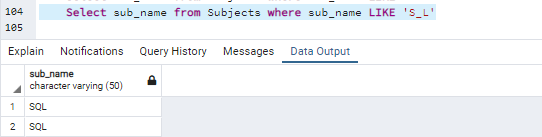 104 Select sub_name from Subjects where sub_name LIKE 'S_L'
105
Explain Notifications Query History Messages Data Output
sub_name
character varying (50)
1 SQL
2 SQL